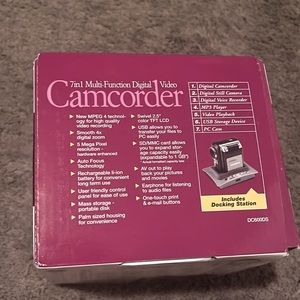 7in1 Multi-Function Digital Video
Camcorder
New MPEG 4 technology
for high quality
video recording
Smooth 4x
digital zoom
5 Mega Pixel
resolution -
hardware enhanced
Auto Focus
Technology
Rechargeable li-ion
battery for convenient
long term use
User friendly control
panel for ease of use
Mass storage -
portable disk
Palm sized housing for
convenience
Swivel 2.5"
color TFT LCD
USB allows you to
transfer your files to
PC easily
SD/MMC card allows
you to expand storage
capacity easily
(expandable to 1 GB)*
AV out to play
back your pictures
and movies
Earphone for listening
to audio files
One-touch print
& e-mail buttons
1. Digital Camcorder
2. Digital Still Camera
3. Digital Voice Recorder
4. MP3 Player
5. Video Playback
6. USB Storage Device
7. PC Cam
Includes
Docking Station